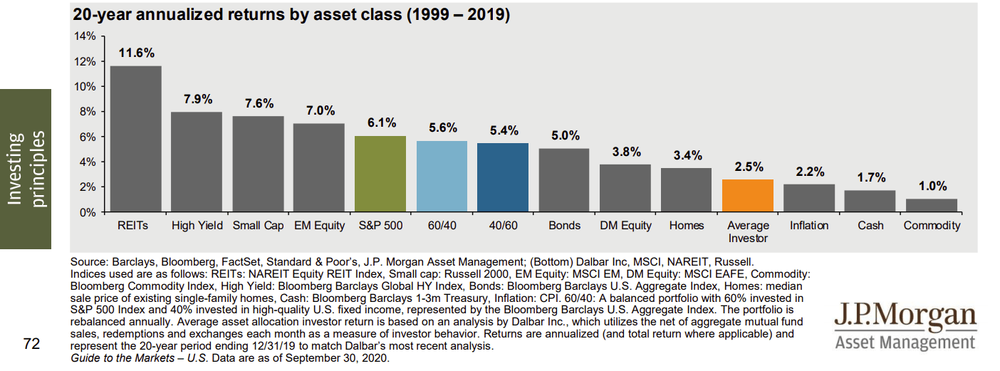 20-year annualized returns by asset class (1999 – 2019)
14%
12%
10%
8%
6%
4%
2%
0%
11.6%
7.9%
7.6%
7.0%
6.1%
5.6%
5.4%
5.0%
3.8%
3.4%
2.5%
2.2%
1.7%
1.0%
REITs
High Yield
Small Cap
EM Equity
S&P 500
60/40
40/60
Bonds
DM Equity
Homes
Average
Investor
Inflation
Cash
Commodity
Investing
principles
Source: Barclays, Bloomberg, FactSet, Standard & Poor's, J.P. Morgan Asset Management; (Bottom) Dalbar Inc, MSCI, NAREIT, Russell.
Indices used are as follows: REITs: NAREIT Equity REIT Index, Small cap: Russell 2000, EM Equity: MSCI EM, DM Equity: MSCI EAFE, Commodity:
Bloomberg Commodity Index, High Yield: Bloomberg Barclays Global HY Index, Bonds: Bloomberg Barclays U.S. Aggregate Index, Homes: median
sale price of existing single-family homes, Cash: Bloomberg Barclays 1-3m Treasury, Inflation: CPI. 60/40: A balanced portfolio with 60% invested in
S&P 500 Index and 40% invested in high-quality U.S. fixed income, represented by the Bloomberg Barclays U.S. Aggregate Index. The portfolio is
rebalanced annually. Average asset allocation investor return is based on an analysis by Dalbar Inc., which utilizes the net of aggregate mutual fund
sales, redemptions and exchanges each month as a measure of investor behavior. Returns are annualized (and total return where applicable) and
represent the 20-year period ending 12/31/19 to match Dalbar's most recent analysis.
Guide to the Markets – U.S. Data are as of September 30, 2020.
72
J.P.Morgan
Asset Management